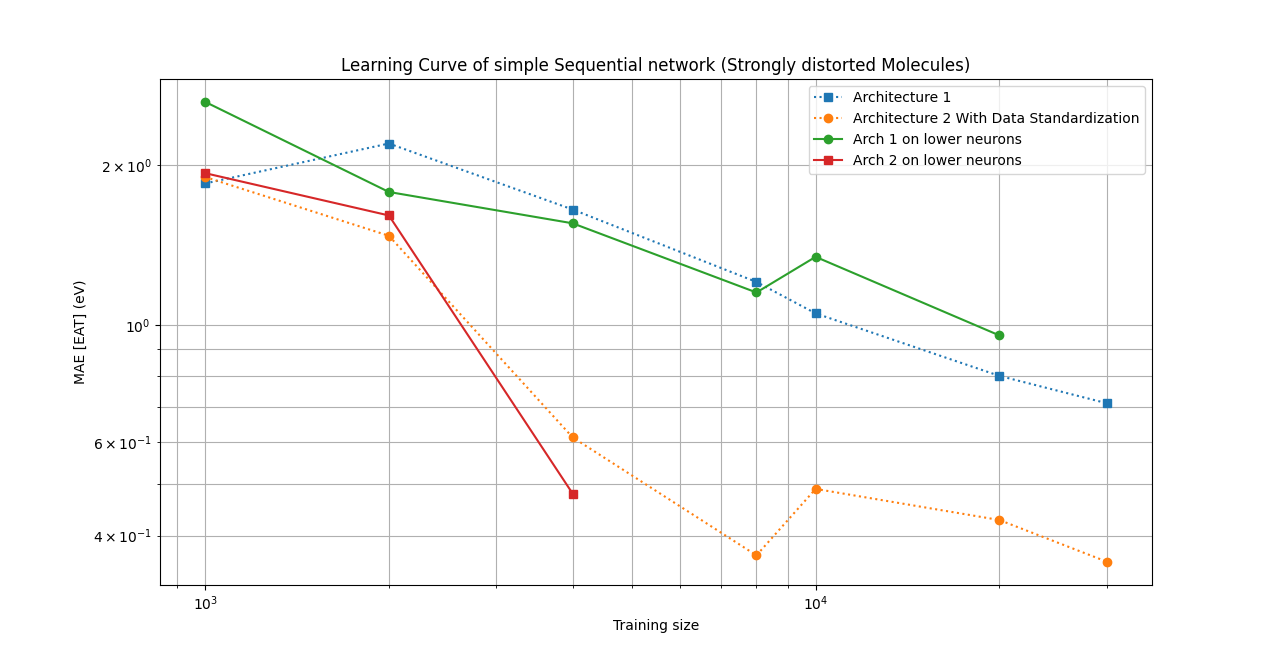 Learning Curve of simple Sequential network (Strongly distorted Molecules)
Architecture 1
Architecture 2 With Data Standardization
Arch 1 on lower neurons
Arch 2 on lower neurons
2 × 10⁰
10⁰
6 × 10⁻¹
4 × 10⁻¹
MAE [EAT] (eV)
10³
10⁴
Training size